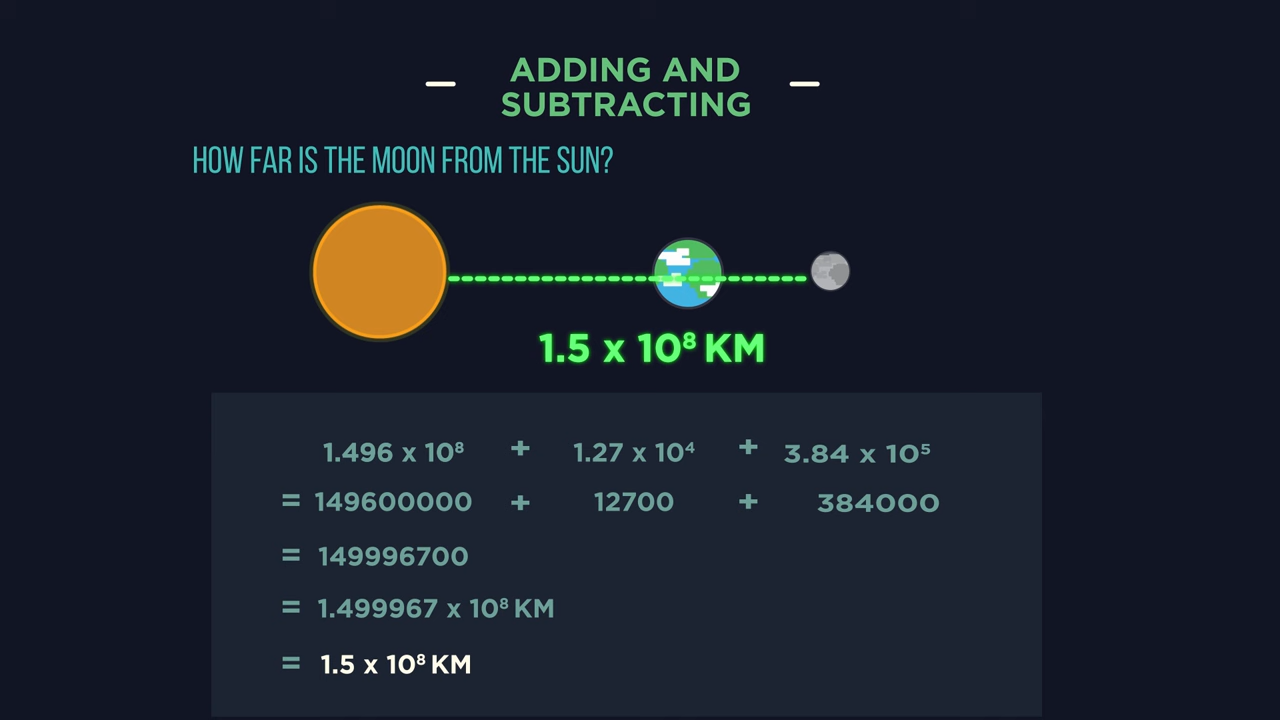 ADDING AND
SUBTRACTING
HOW FAR IS THE MOON FROM THE SUN?
1.5 x 10⁸ KM
1.496 x 10⁸ + 1.27 x 10⁴ + 3.84 x 10⁵
= 149600000 + 12700 + 384000
= 149996700
= 1.499967 x 10⁸ KM
= 1.5 x 10⁸ KM